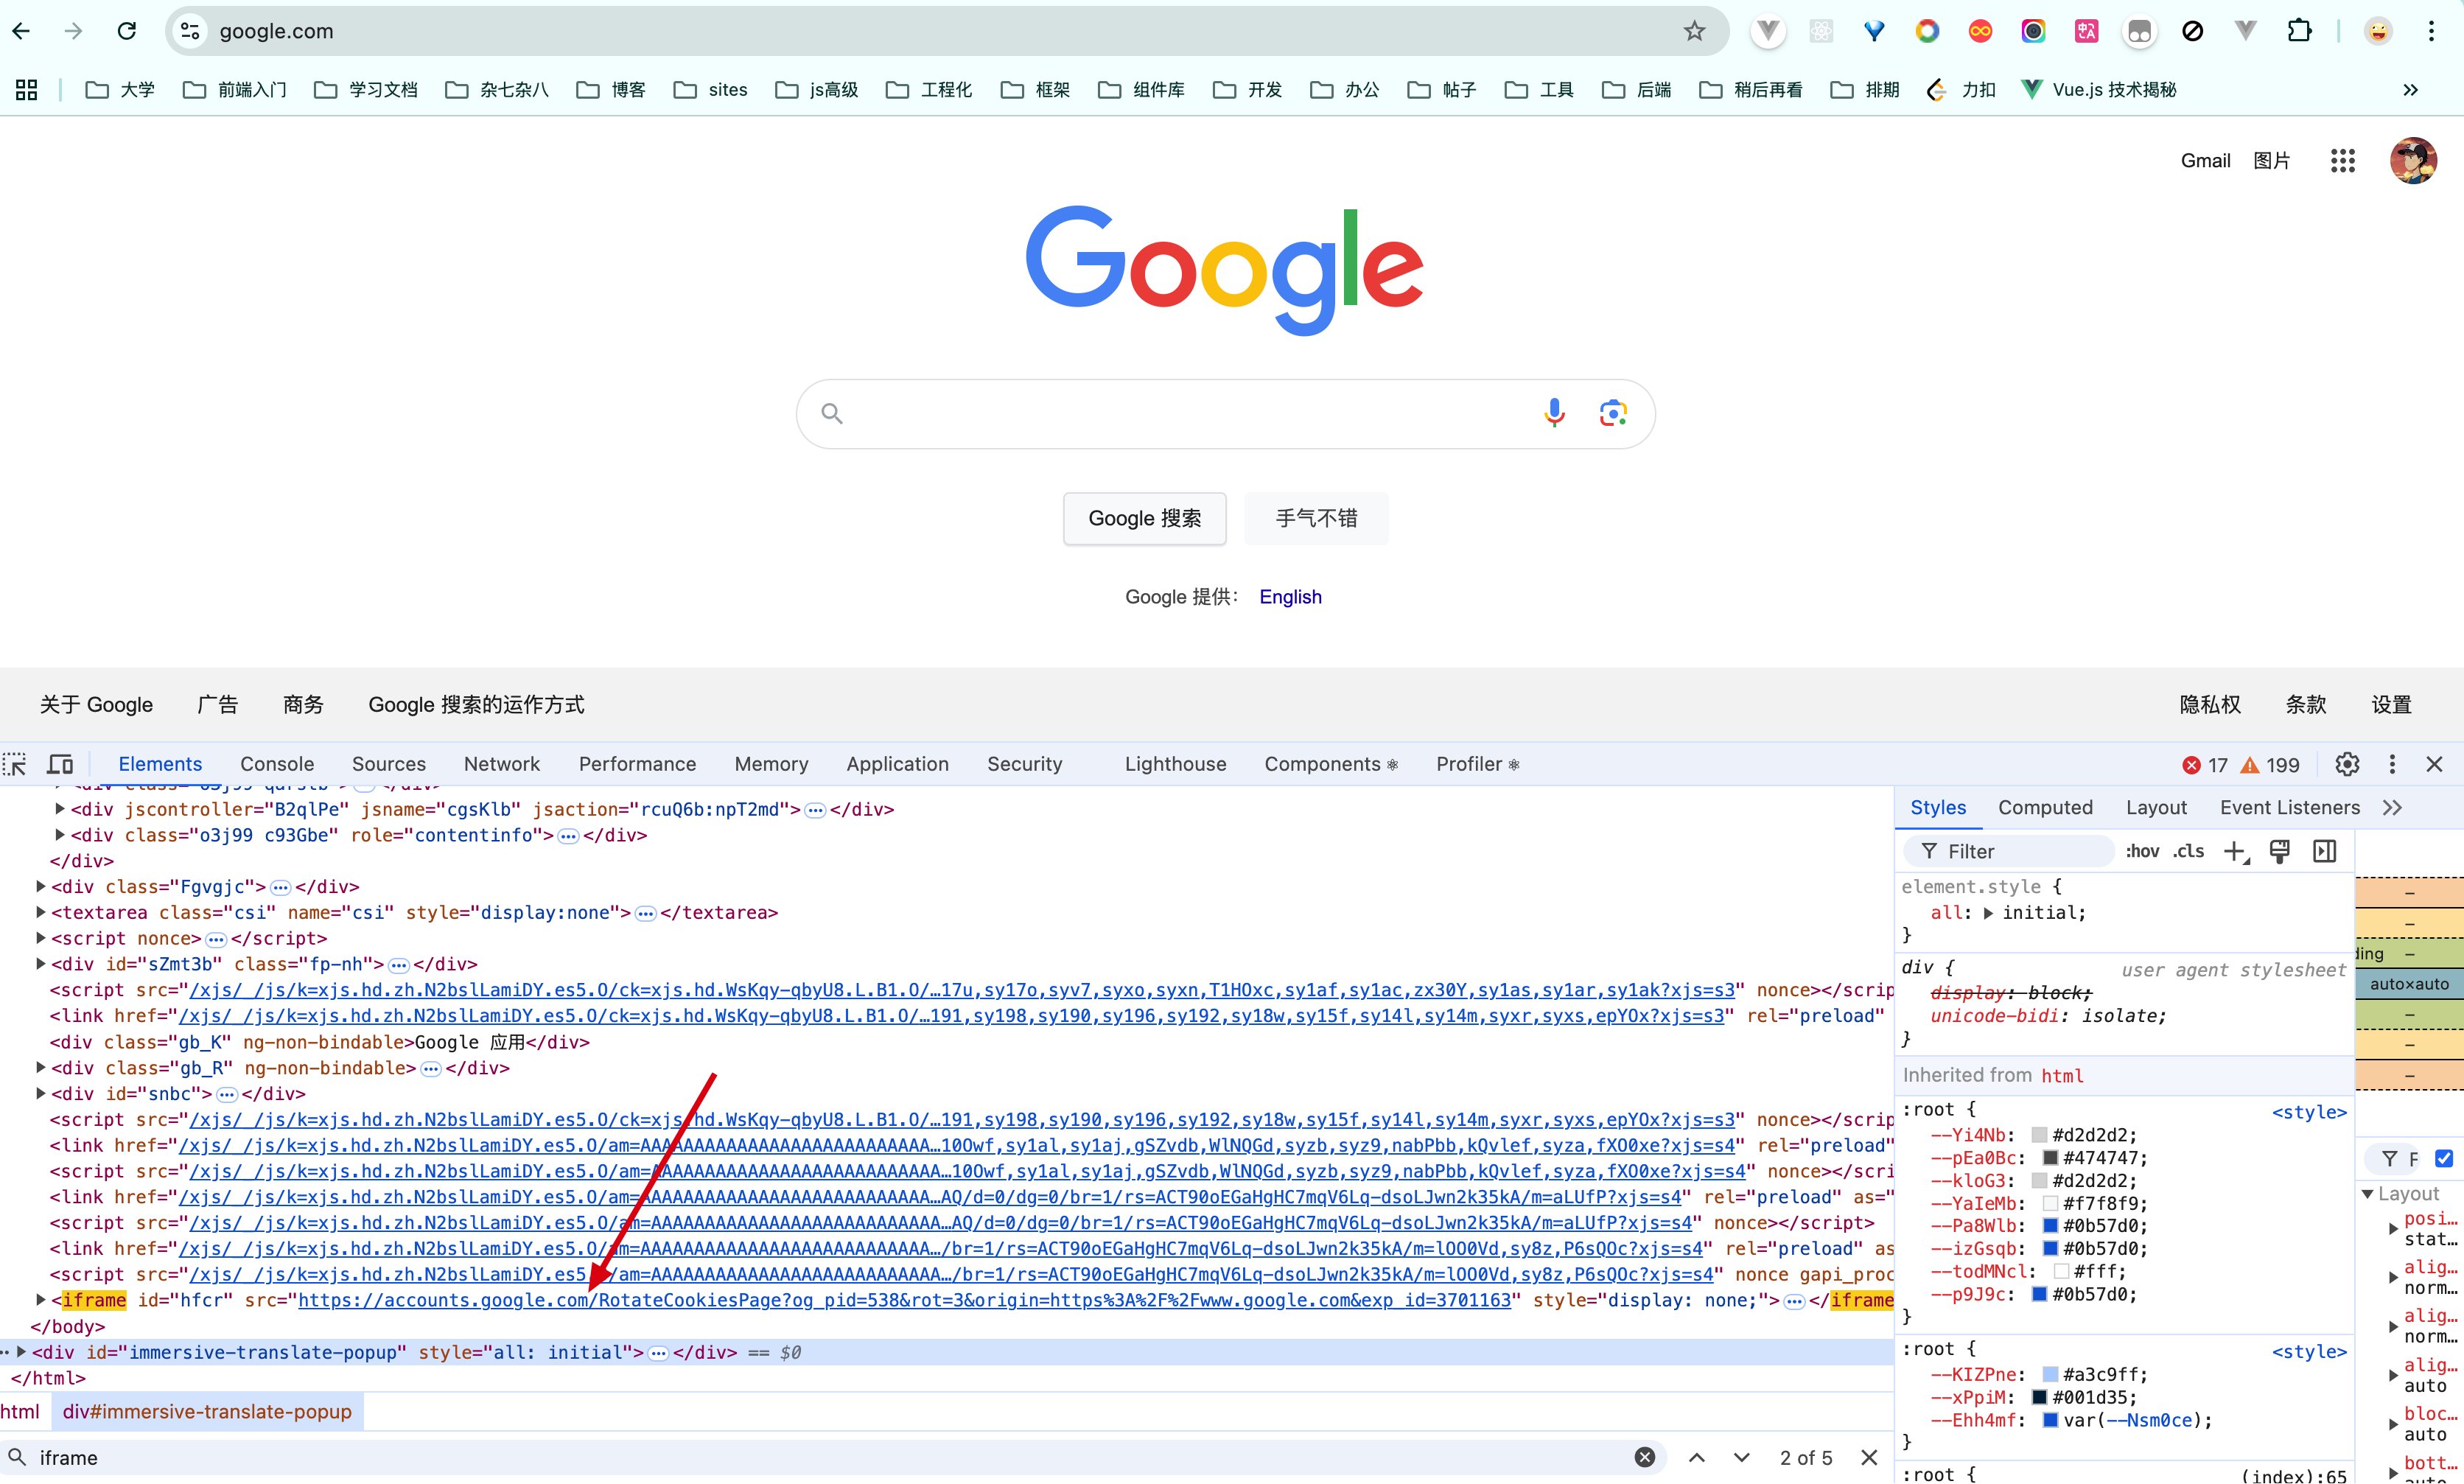 google.com
大学 前端入门 学习文档 杂七杂八 博客 sites js高级 工程化 框架 组件库 开发 办公 帖子 工具 后端 稍后再看 排期 力扣 Vue.js 技术揭秘
Gmail 图片
Google
Google 搜索 手气不错
Google 提供： English
关于 Google 广告 商务 Google 搜索的运作方式 隐私权 条款 设置
Elements Console Sources Network Performance Memory Application Security Lighthouse Components Profiler 17 199
<div jscontroller="B2qlPe" jsname="cgsKlb" jsaction="rcuQ6b:npT2md">…</div>
<div class="o3j99 c93Gbe" role="contentinfo">…</div>
</div>
<div class="Fgvgjc">…</div>
<textarea class="csi" name="csi" style="display:none">…</textarea>
<script nonce>…</script>
<div id="sZmt3b" class="fp-nh">…</div>
<script src="/xjs/_/js/k=xjs.hd.zh.N2bslLamiDY.es5.O/ck=xjs.hd.WsKqy-qbyU8.L.B1.O/…17u,sy17o,syv7,syxo,syxn,T1HOxc,sy1af,sy1ac,zx30Y,sy1as,sy1ar,sy1ak?xjs=s3" nonce></scrip
<link href="/xjs/_/js/k=xjs.hd.zh.N2bslLamiDY.es5.O/ck=xjs.hd.WsKqy-qbyU8.L.B1.O/…191,sy198,sy190,sy196,sy192,sy18w,sy15f,sy14l,sy14m,syxr,syxs,epYOx?xjs=s3" rel="preload"
<div class="gb_K" ng-non-bindable>Google 应用</div>
<div class="gb_R" ng-non-bindable>…</div>
<div id="snbc">…</div>
<script src="/xjs/_/js/k=xjs.hd.zh.N2bslLamiDY.es5.O/ck=xjs.hd.WsKqy-qbyU8.L.B1.O/…191,sy198,sy190,sy196,sy192,sy18w,sy15f,sy14l,sy14m,syxr,syxs,epYOx?xjs=s3" nonce></scrip
<link href="/xjs/_/js/k=xjs.hd.zh.N2bslLamiDY.es5.O/am=AAAAAAAAAAAAAAAAAAAAAAAAAAA…10Owf,sy1al,sy1aj,gSZvdb,WlNQGd,syzb,syz9,nabPbb,kQvlef,syza,fXO0xe?xjs=s4" rel="preload"
<script src="/xjs/_/js/k=xjs.hd.zh.N2bslLamiDY.es5.O/am=AAAAAAAAAAAAAAAAAAAAAAAAAAA…10Owf,sy1al,sy1aj,gSZvdb,WlNQGd,syzb,syz9,nabPbb,kQvlef,syza,fXO0xe?xjs=s4" nonce></scri
<link href="/xjs/_/js/k=xjs.hd.zh.N2bslLamiDY.es5.O/am=AAAAAAAAAAAAAAAAAAAAAAAAAAA…AQ/d=0/dg=0/br=1/rs=ACT90oEGaHgHC7mqV6Lq-dsoLJwn2k35kA/m=aLUfP?xjs=s4" rel="preload" as="
<script src="/xjs/_/js/k=xjs.hd.zh.N2bslLamiDY.es5.O/am=AAAAAAAAAAAAAAAAAAAAAAAAAAA…AQ/d=0/dg=0/br=1/rs=ACT90oEGaHgHC7mqV6Lq-dsoLJwn2k35kA/m=aLUfP?xjs=s4" nonce></script>
<link href="/xjs/_/js/k=xjs.hd.zh.N2bslLamiDY.es5.O/am=AAAAAAAAAAAAAAAAAAAAAAAAAAA…/br=1/rs=ACT90oEGaHgHC7mqV6Lq-dsoLJwn2k35kA/m=lOO0Vd,sy8z,P6sQOc?xjs=s4" rel="preload" as
<script src="/xjs/_/js/k=xjs.hd.zh.N2bslLamiDY.es5.O/am=AAAAAAAAAAAAAAAAAAAAAAAAAAA…/br=1/rs=ACT90oEGaHgHC7mqV6Lq-dsoLJwn2k35kA/m=lOO0Vd,sy8z,P6sQOc?xjs=s4" nonce gapi_proc
<iframe id="hfcr" src="https://accounts.google.com/RotateCookiesPage?og_pid=538&rot=3&origin=https%3A%2F%2Fwww.google.com&exp_id=3701163" style="display: none;">…</iframe
</body>
<div id="immersive-translate-popup" style="all: initial">…</div> == $0
</html>
html div#immersive-translate-popup
iframe 2 of 5
Styles Computed Layout Event Listeners
Filter :hov .cls
element.style {
all: initial;
}
div { user agent stylesheet
display: block;
unicode-bidi: isolate;
}
Inherited from html
:root { <style>
--Yi4Nb: #d2d2d2;
--pEa0Bc: #474747;
--kloG3: #d2d2d2;
--YaIeMb: #f7f8f9;
--Pa8Wlb: #0b57d0;
--izGsqb: #0b57d0;
--todMNcl: #fff;
--p9J9c: #0b57d0;
}
:root { <style>
--KIZPne: #a3c9ff;
--xPpiM: #001d35;
--Ehh4mf: var(--Nsm0ce);
}
:root { (index):65
–
–
ding –
auto×auto
–
–
–
F
Layout
posi…
stat…
alig…
norm…
alig…
norm…
alig…
auto
bloc…
auto
bott…